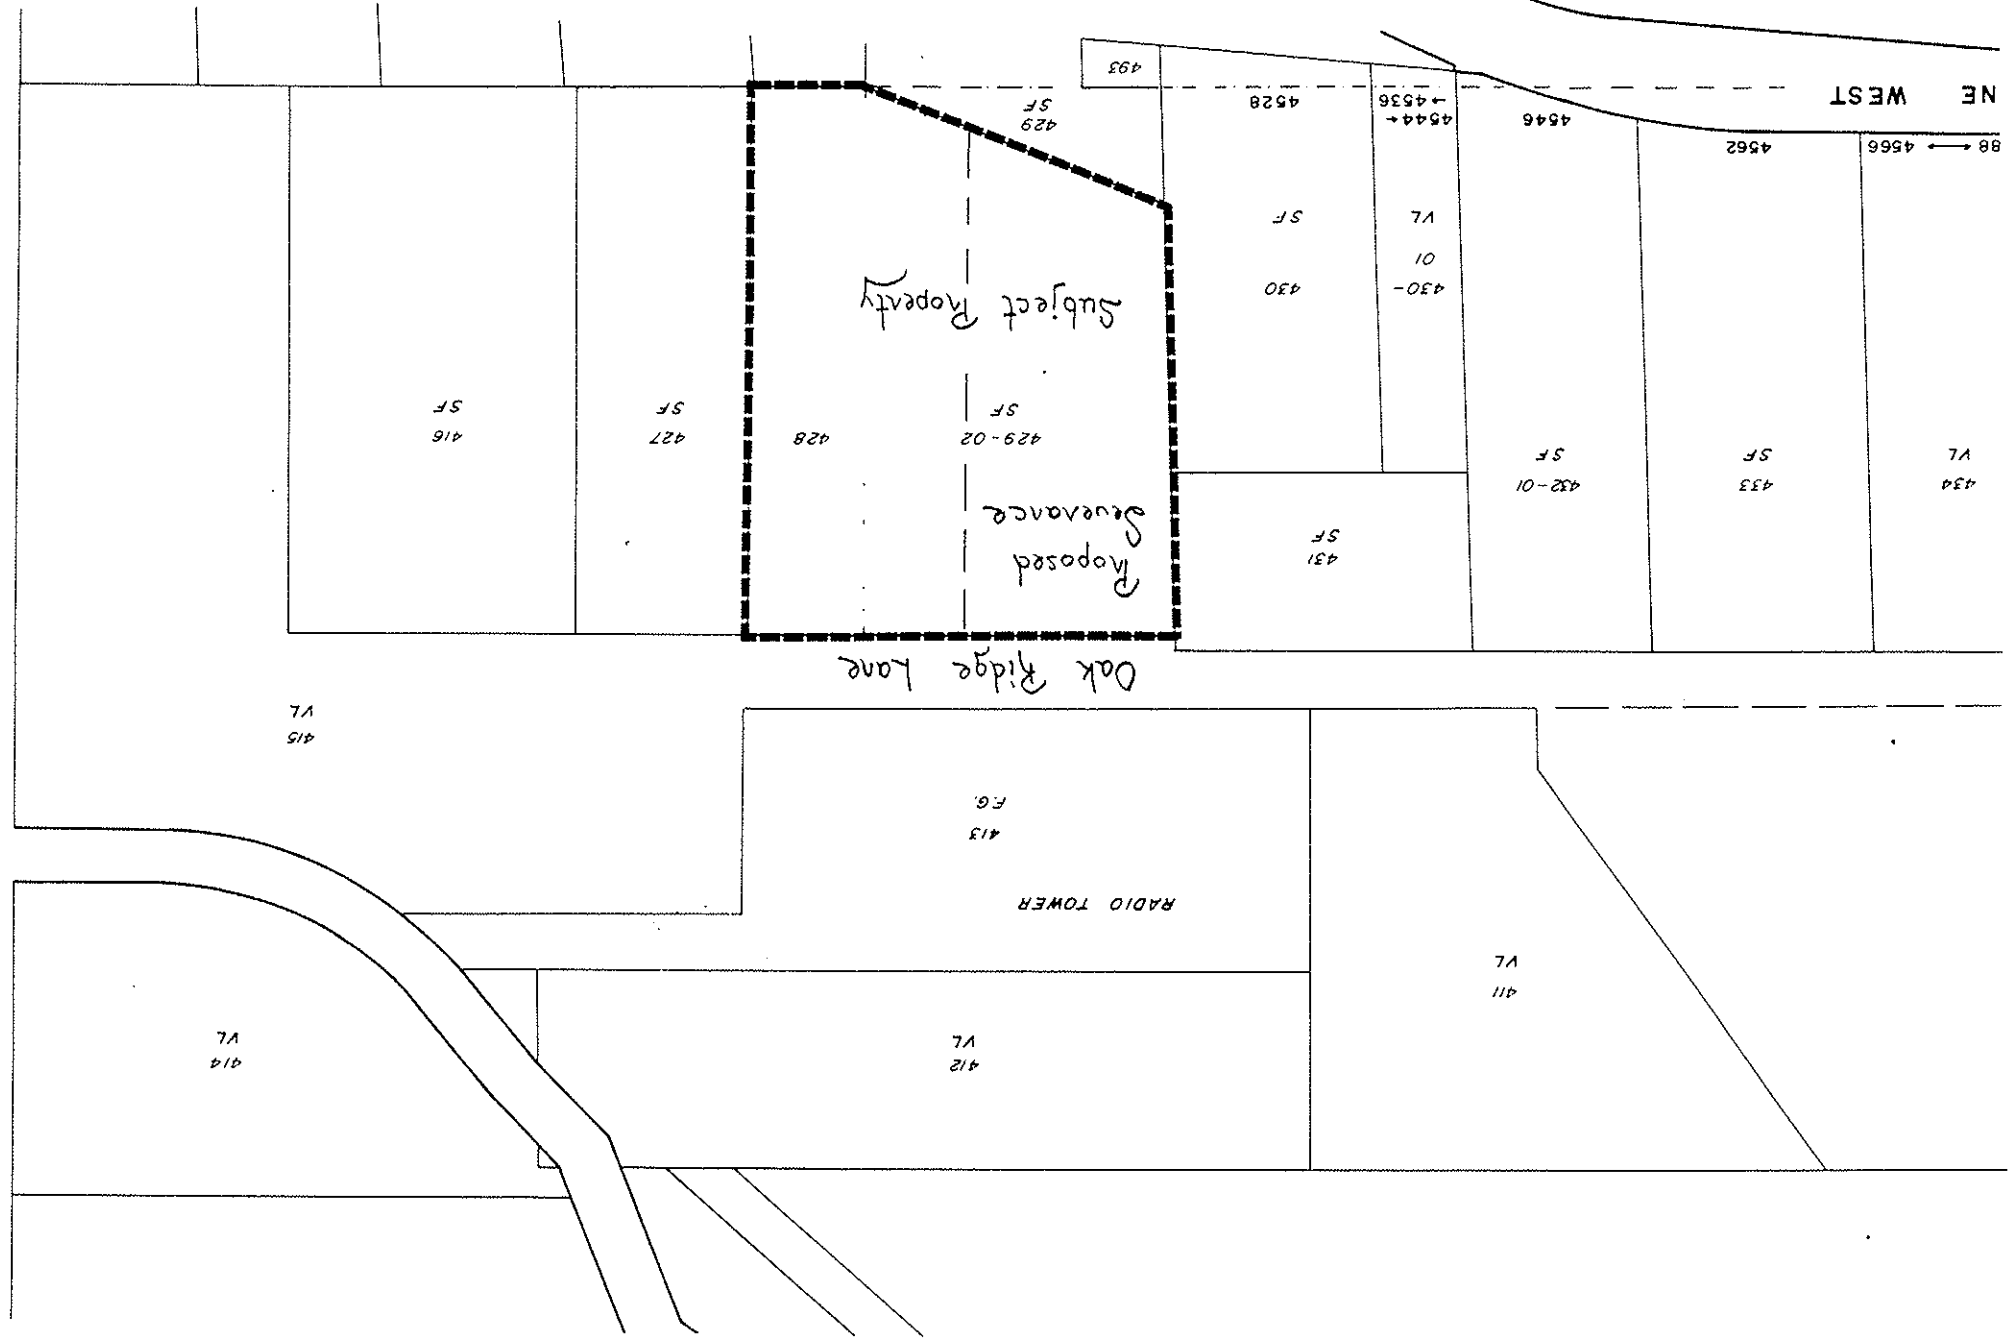 412
VL
414
VL
411
VL
RADIO TOWER
413
F.G.
415
VL
Oak Ridge Lane
Proposed
Severance
431
SF
434
VL
433
SF
432-01
SF
429-02
SF
428
427
SF
416
SF
Subject Property
430-
01
VL
430
SF
88 ↔ 4566
4562
4546
4544→
←4536
4528
429
SF
NE WEST
493